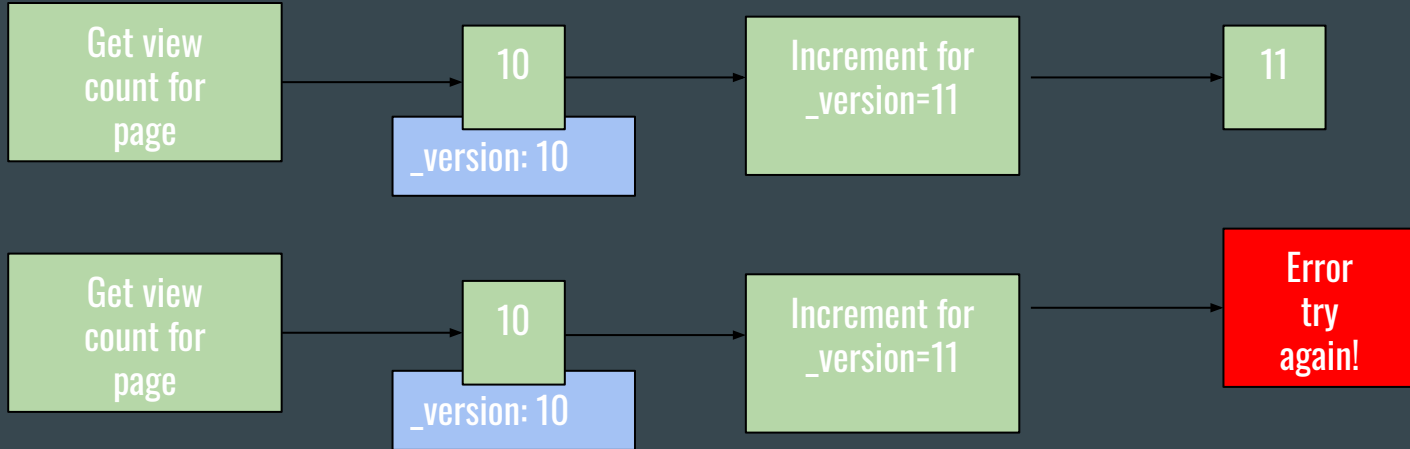 Get view
count for
page
10
_version: 10
Increment for
_version=11
11
Get view
count for
page
10
_version: 10
Increment for
_version=11
Error
try
again!